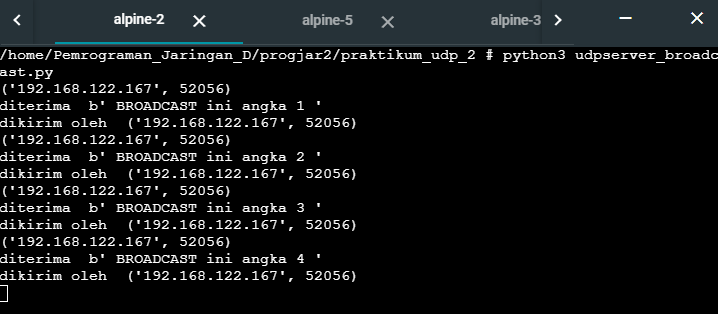 alpine-2
alpine-5
alpine-3
/home/Pemrograman_Jaringan_D/progjar2/praktikum_udp_2 # python3 udpserver_broadc
ast.py
('192.168.122.167', 52056)
diterima  b' BROADCAST ini angka 1 '
dikirim oleh  ('192.168.122.167', 52056)
('192.168.122.167', 52056)
diterima  b' BROADCAST ini angka 2 '
dikirim oleh  ('192.168.122.167', 52056)
('192.168.122.167', 52056)
diterima  b' BROADCAST ini angka 3 '
dikirim oleh  ('192.168.122.167', 52056)
('192.168.122.167', 52056)
diterima  b' BROADCAST ini angka 4 '
dikirim oleh  ('192.168.122.167', 52056)